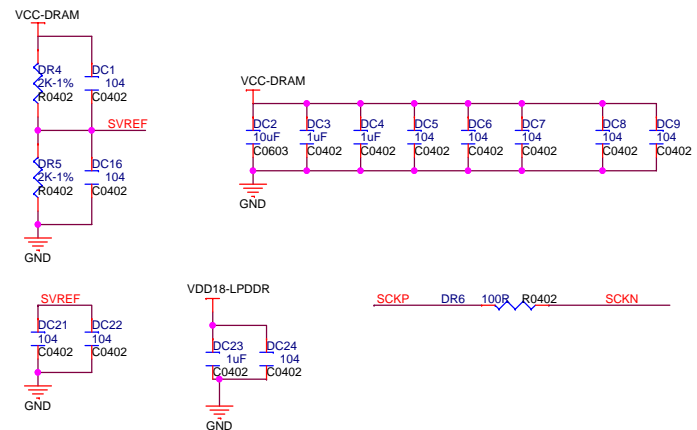 VCC-DRAM
DR4
2K-1%
R0402
DC1
104
C0402
SVREF
DR5
2K-1%
R0402
DC16
104
C0402
GND
VCC-DRAM
DC2
10uF
C0603
DC3
1uF
C0402
DC4
1uF
C0402
DC5
104
C0402
DC6
104
C0402
DC7
104
C0402
DC8
104
C0402
DC9
104
C0402
GND
SVREF
DC21
104
C0402
DC22
104
C0402
GND
VDD18-LPDDR
DC23
1uF
C0402
DC24
104
C0402
GND
SCKP DR6 100R R0402 SCKN